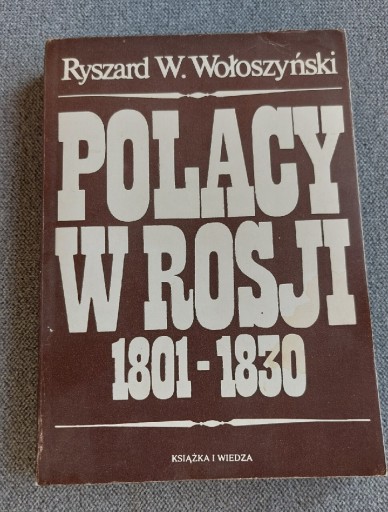 Ryszard W. Wołoszyński
POLACY
W ROSJI
1801-1830
KSIĄŻKA I WIEDZA